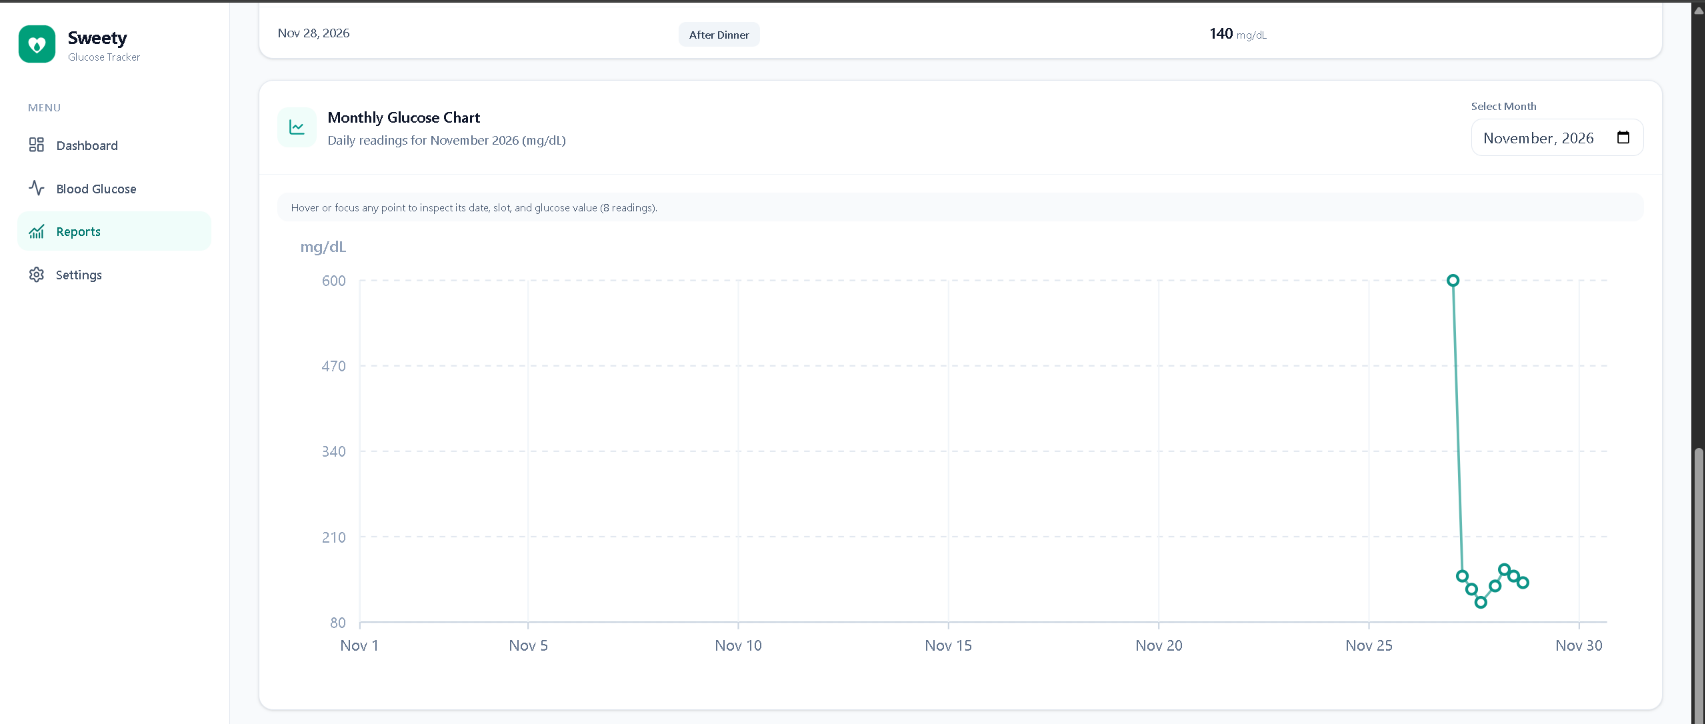 Sweety
Glucose Tracker
MENU
Dashboard
Blood Glucose
Reports
Settings
Nov 28, 2026
After Dinner
140 mg/dL
Monthly Glucose Chart
Daily readings for November 2026 (mg/dL)
Select Month
November, 2026
Hover or focus any point to inspect its date, slot, and glucose value (8 readings).
mg/dL
600
470
340
210
80
Nov 1
Nov 5
Nov 10
Nov 15
Nov 20
Nov 25
Nov 30